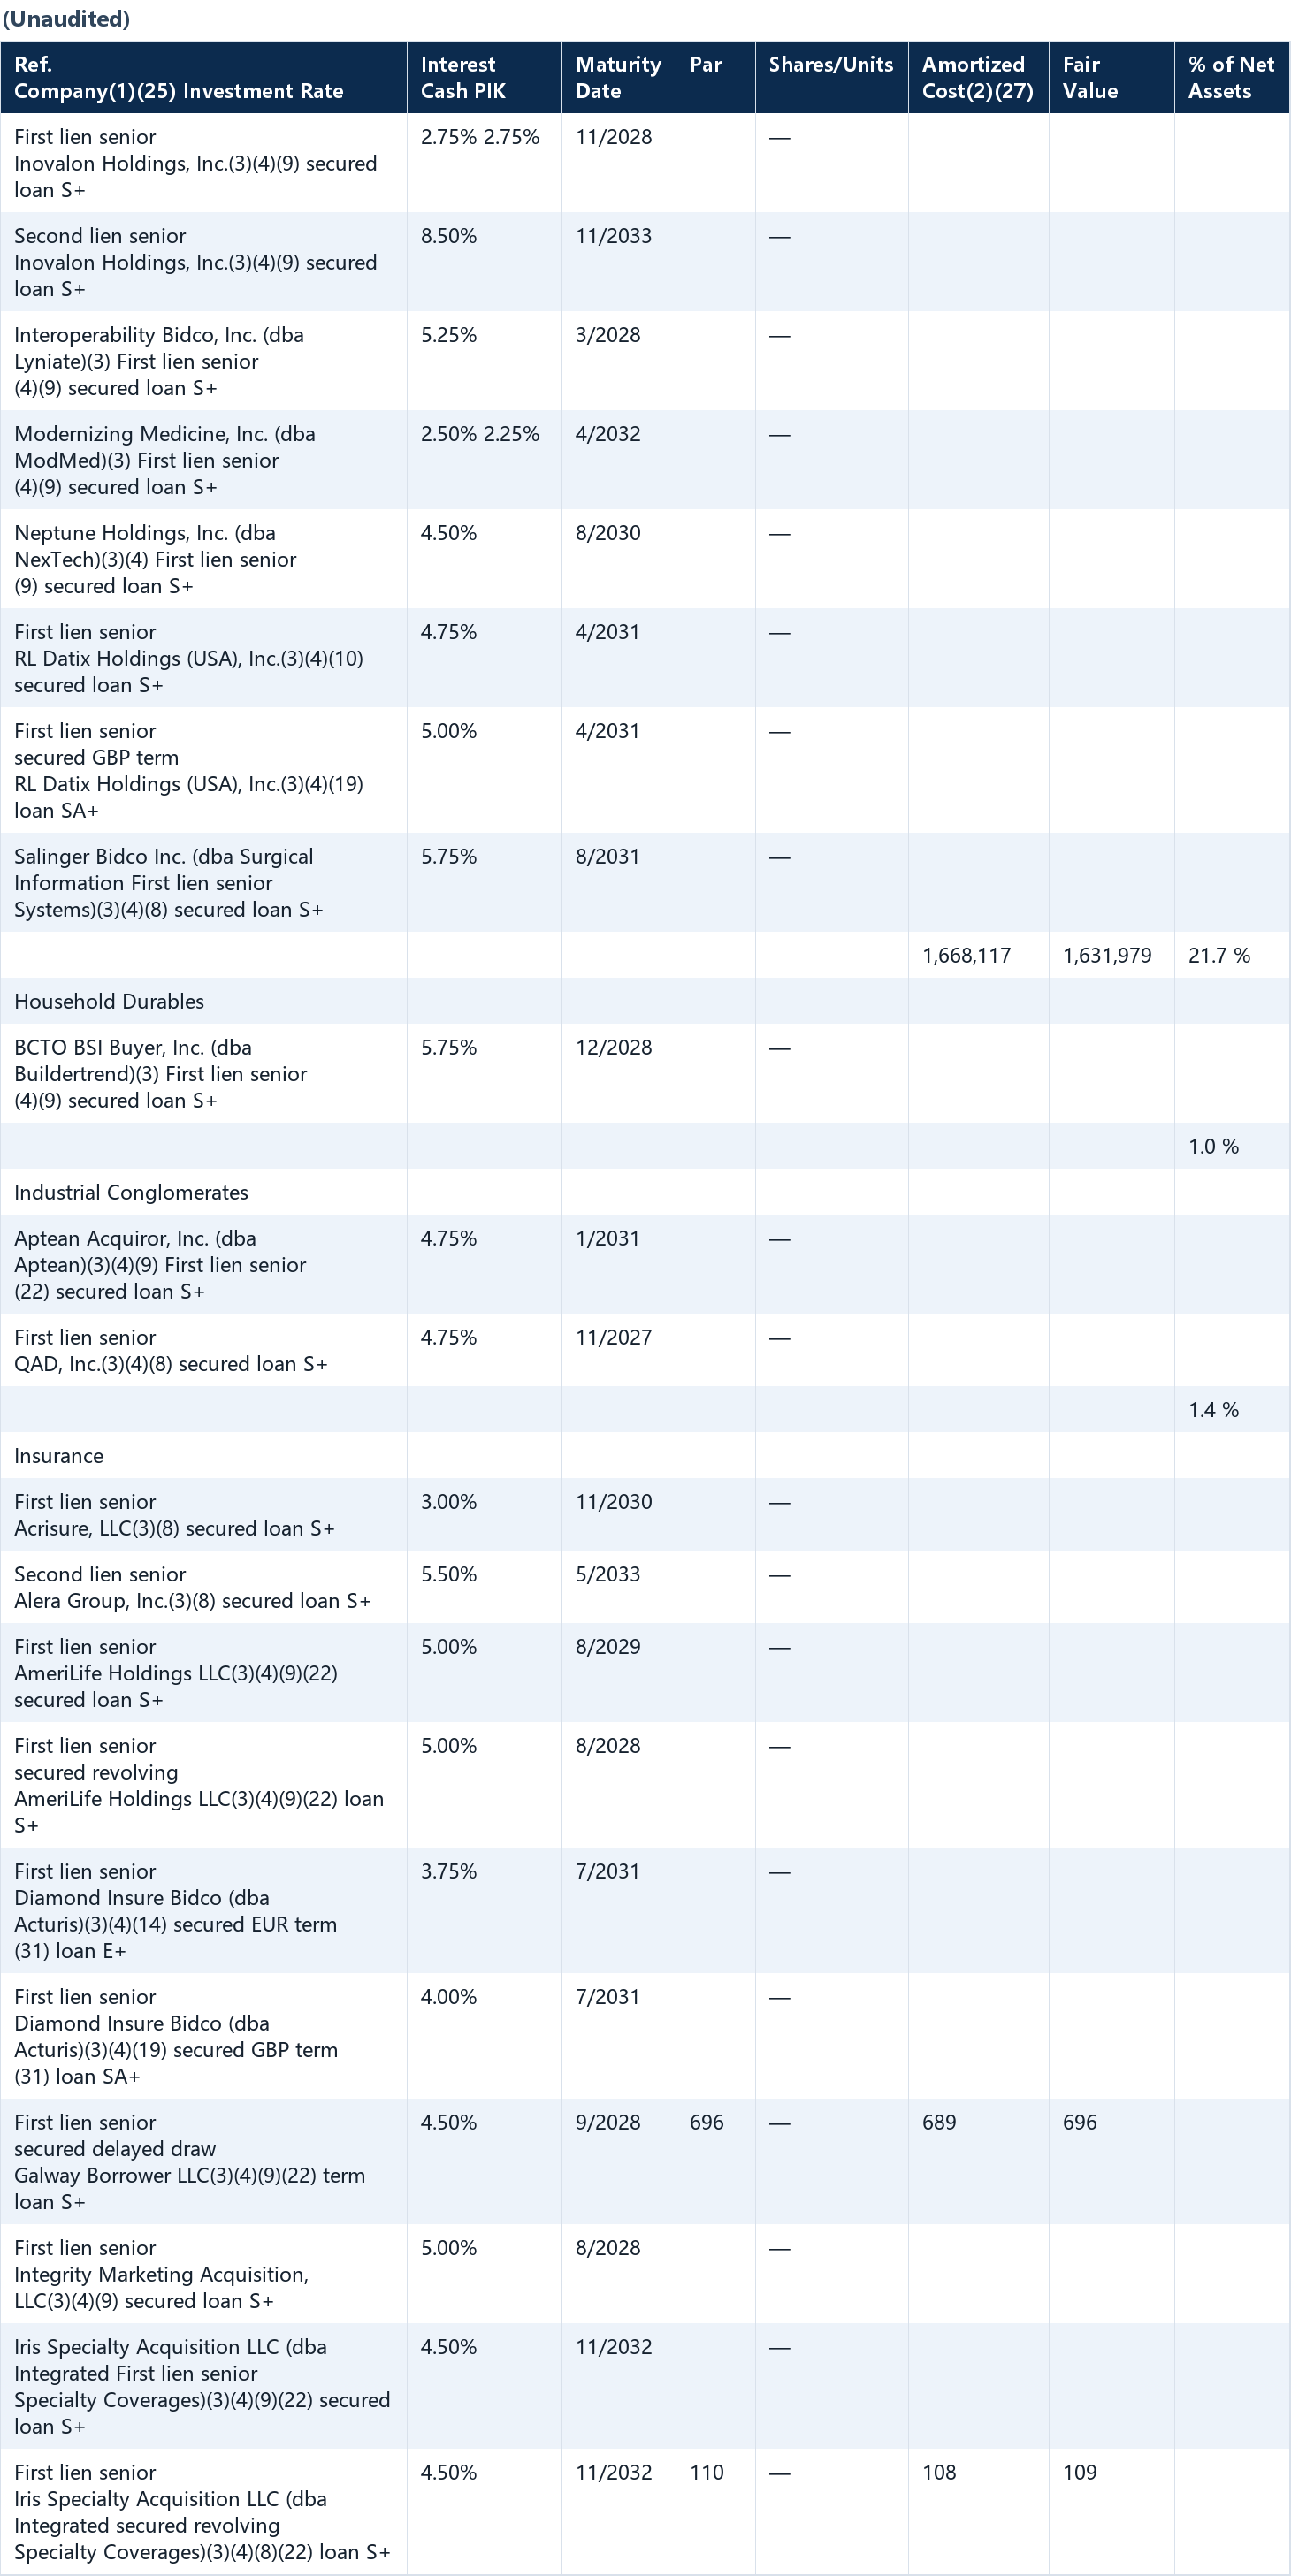 (Unaudited)
Ref. Interest Maturity Par Shares/Units Amortized Fair % of Net
Company(1)(25) Investment Rate Cash PIK Date Cost(2)(27) Value Assets
First lien senior 2.75% 2.75% 11/2028 —
Inovalon Holdings, Inc.(3)(4)(9) secured
loan S+
Second lien senior 8.50% 11/2033 —
Inovalon Holdings, Inc.(3)(4)(9) secured
loan S+
Interoperability Bidco, Inc. (dba 5.25% 3/2028 —
Lyniate)(3) First lien senior
(4)(9) secured loan S+
Modernizing Medicine, Inc. (dba 2.50% 2.25% 4/2032 —
ModMed)(3) First lien senior
(4)(9) secured loan S+
Neptune Holdings, Inc. (dba 4.50% 8/2030 —
NexTech)(3)(4) First lien senior
(9) secured loan S+
First lien senior 4.75% 4/2031 —
RL Datix Holdings (USA), Inc.(3)(4)(10)
secured loan S+
First lien senior 5.00% 4/2031 —
secured GBP term
RL Datix Holdings (USA), Inc.(3)(4)(19)
loan SA+
Salinger Bidco Inc. (dba Surgical 5.75% 8/2031 —
Information First lien senior
Systems)(3)(4)(8) secured loan S+
1,668,117 1,631,979 21.7 %
Household Durables
BCTO BSI Buyer, Inc. (dba 5.75% 12/2028 —
Buildertrend)(3) First lien senior
(4)(9) secured loan S+
1.0 %
Industrial Conglomerates
Aptean Acquiror, Inc. (dba 4.75% 1/2031 —
Aptean)(3)(4)(9) First lien senior
(22) secured loan S+
First lien senior 4.75% 11/2027 —
QAD, Inc.(3)(4)(8) secured loan S+
1.4 %
Insurance
First lien senior 3.00% 11/2030 —
Acrisure, LLC(3)(8) secured loan S+
Second lien senior 5.50% 5/2033 —
Alera Group, Inc.(3)(8) secured loan S+
First lien senior 5.00% 8/2029 —
AmeriLife Holdings LLC(3)(4)(9)(22)
secured loan S+
First lien senior 5.00% 8/2028 —
secured revolving
AmeriLife Holdings LLC(3)(4)(9)(22) loan
S+
First lien senior 3.75% 7/2031 —
Diamond Insure Bidco (dba
Acturis)(3)(4)(14) secured EUR term
(31) loan E+
First lien senior 4.00% 7/2031 —
Diamond Insure Bidco (dba
Acturis)(3)(4)(19) secured GBP term
(31) loan SA+
First lien senior 4.50% 9/2028 696 — 689 696
secured delayed draw
Galway Borrower LLC(3)(4)(9)(22) term
loan S+
First lien senior 5.00% 8/2028 —
Integrity Marketing Acquisition,
LLC(3)(4)(9) secured loan S+
Iris Specialty Acquisition LLC (dba 4.50% 11/2032 —
Integrated First lien senior
Specialty Coverages)(3)(4)(9)(22) secured
loan S+
First lien senior 4.50% 11/2032 110 — 108 109
Iris Specialty Acquisition LLC (dba
Integrated secured revolving
Specialty Coverages)(3)(4)(8)(22) loan S+